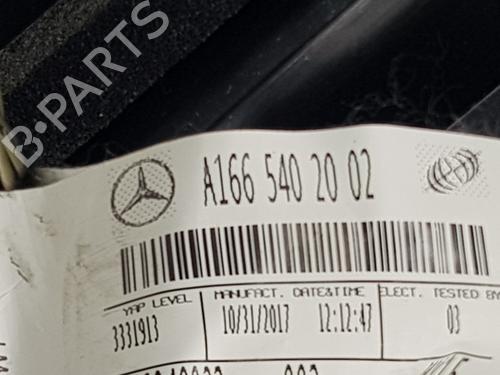 B-PARTS
A166 540 20 02
YAP LEVEL MANUFACT. DATE&TIME ELECT. TESTED BY
3331913 10/31/2017 12:12:47 03